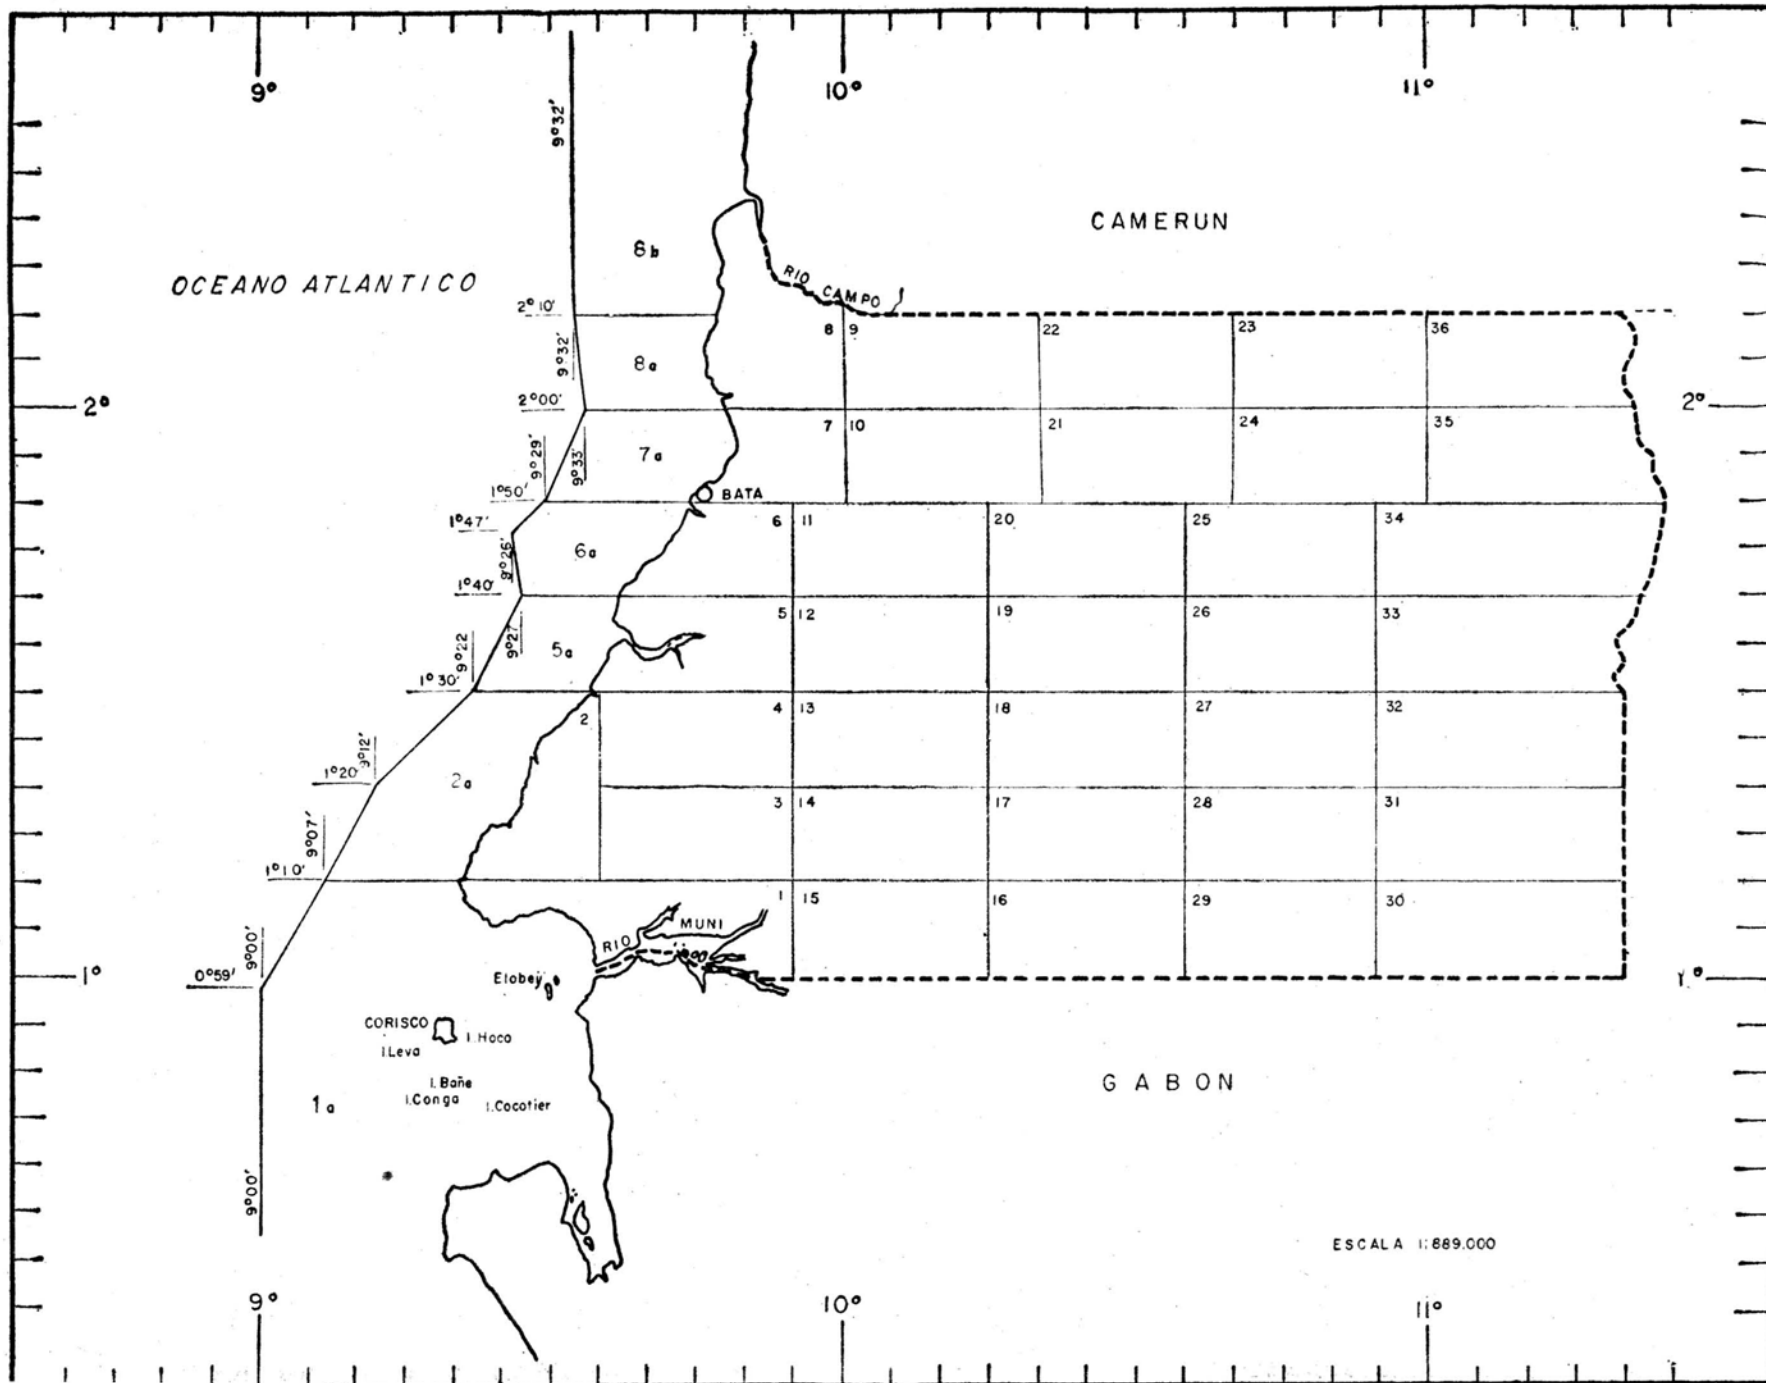 9° 10° 11°
9°32'
CAMERUN
8b
OCEANO ATLANTICO
RIO CAMPO
2°10'
8 9 22 23 36
9°32'
8a
2° 2°00' 2°
7 10 21 24 35
9°29' 9°33'
7a
1°50' BATA
1°47' 6 11 20 25 34
9°26' 6a
1°40'
5 12 19 26 33
9°22 9°27'
5a
1°30'
2 4 13 18 27 32
9°12'
1°20'
2a
3 14 17 28 31
9°07'
1°10'
1 15 16 29 30
9°00'
RIO MUNI
0°59' 1° 1°
Elobey
CORISCO
I.Hoco
I.Leva
I.Bañe
I.Conga
I.Cocotier
GABON
1a
9°00'
ESCALA 1:889.000
9° 10° 11°